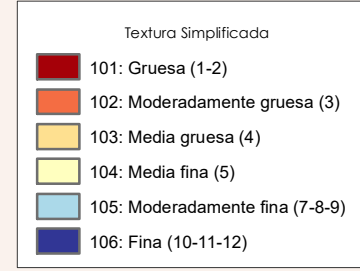 Textura Simplificada
101: Gruesa (1-2)
102: Moderadamente gruesa (3)
103: Media gruesa (4)
104: Media fina (5)
105: Moderadamente fina (7-8-9)
106: Fina (10-11-12)